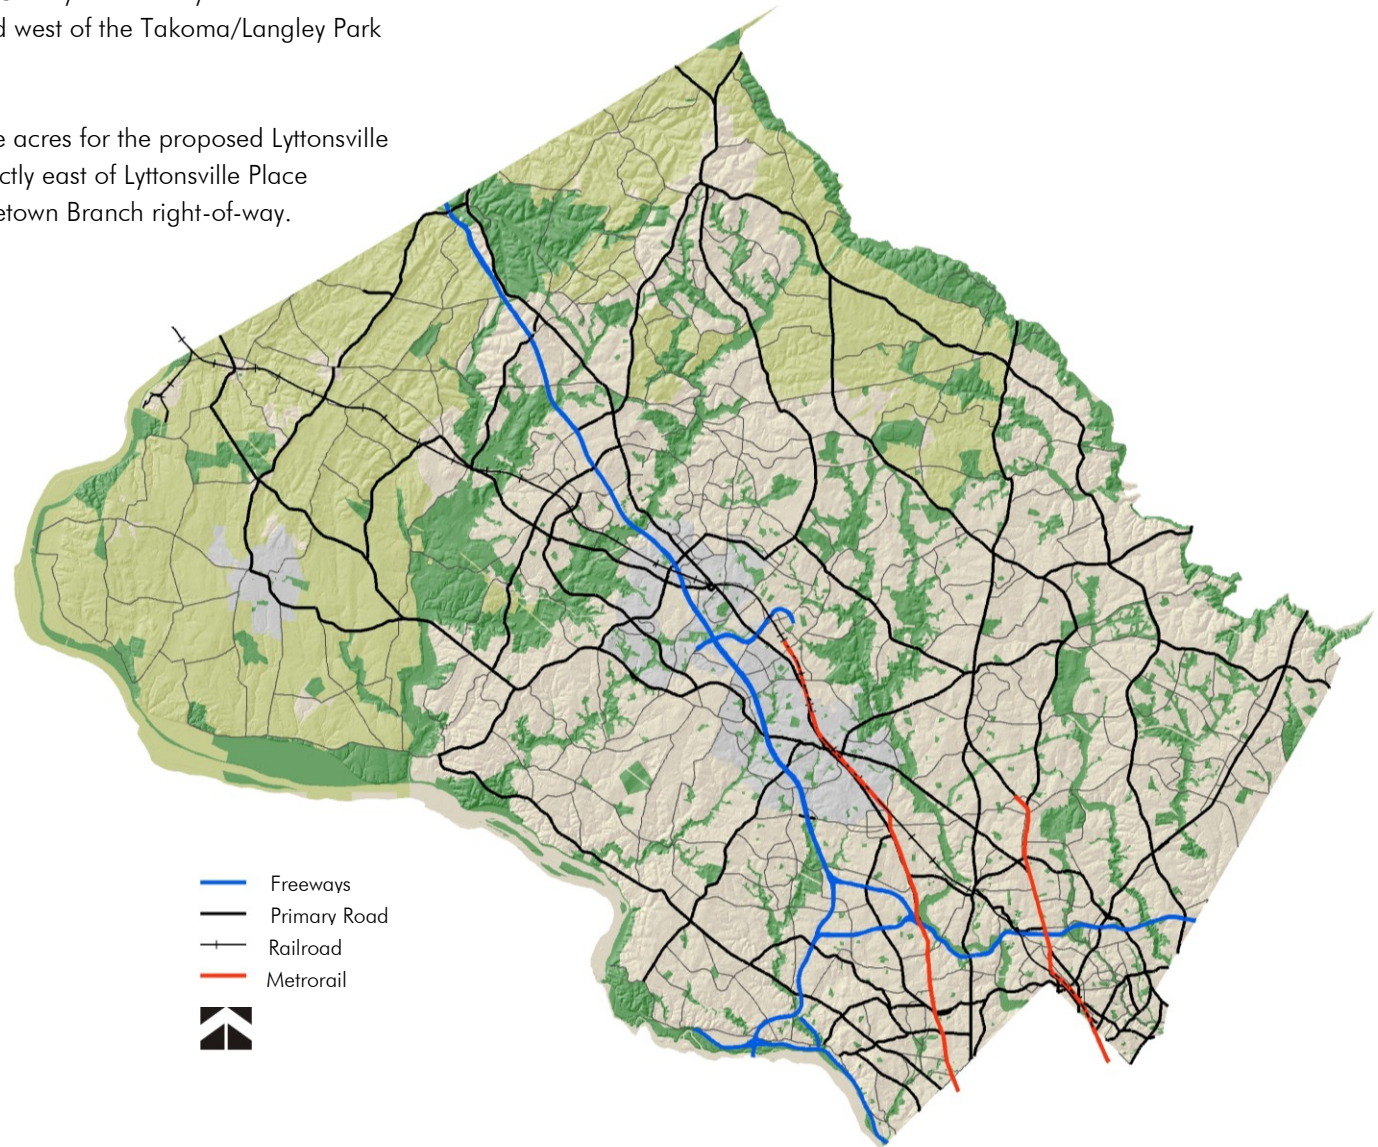 d west of the Takoma/Langley Park
e acres for the proposed Lyttonsville
ctly east of Lyttonsville Place
etown Branch right-of-way.
Freeways
Primary Road
Railroad
Metrorail